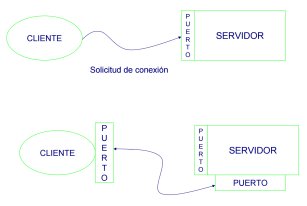 CLIENTE
PUERTO
SERVIDOR
Solicitud de conexión
CLIENTE
PUERTO
PUERTO
SERVIDOR
PUERTO